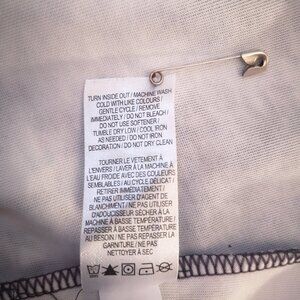 TURN INSIDE OUT / MACHINE WASH
COLD WITH LIKE COLOURS /
GENTLE CYCLE / REMOVE
IMMEDIATELY / DO NOT BLEACH /
DO NOT USE SOFTENER /
TUMBLE DRY LOW / COOL IRON
AS NEEDED / DO NOT IRON
DECORATION / DO NOT DRY CLEAN
TOURNER LE VÊTEMENT À
L'ENVERS / LAVER À LA MACHINE À
L'EAU FROIDE AVEC DES COULEURS
SEMBLABLES / AU CYCLE DÉLICAT /
RETIRER IMMÉDIATEMENT /
NE PAS UTILISER D'AGENT DE
BLANCHIMENT / NE PAS UTILISER
D'ADOUCISSEUR SÉCHER À LA
MACHINE À BASSE TEMPÉRATURE /
REPASSER À BASSE TEMPÉRATURE
AU BESOIN / NE PAS REPASSER LA
GARNITURE / NE PAS
NETTOYER À SEC